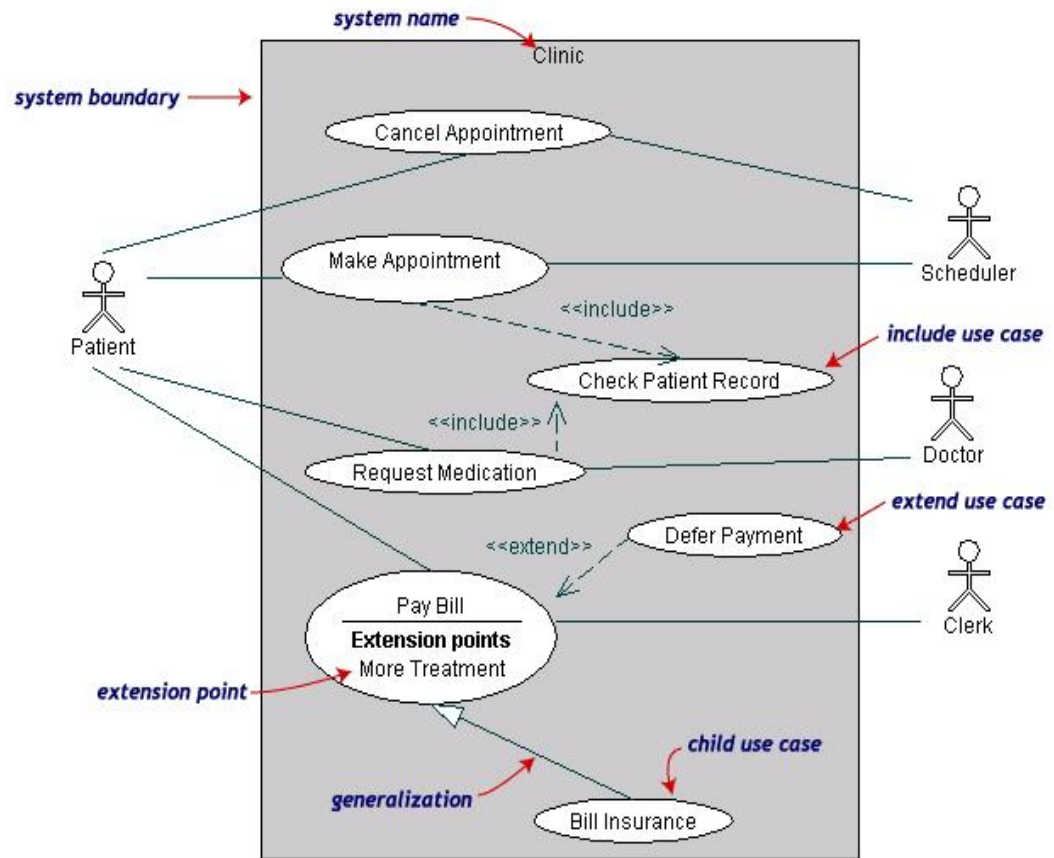 system name
Clinic
system boundary
Cancel Appointment
Make Appointment
Scheduler
<<include>>
Patient
include use case
Check Patient Record
<<include>>
Request Medication
Doctor
extend use case
Defer Payment
<<extend>>
Pay Bill
Extension points
More Treatment
Clerk
extension point
child use case
generalization
Bill Insurance